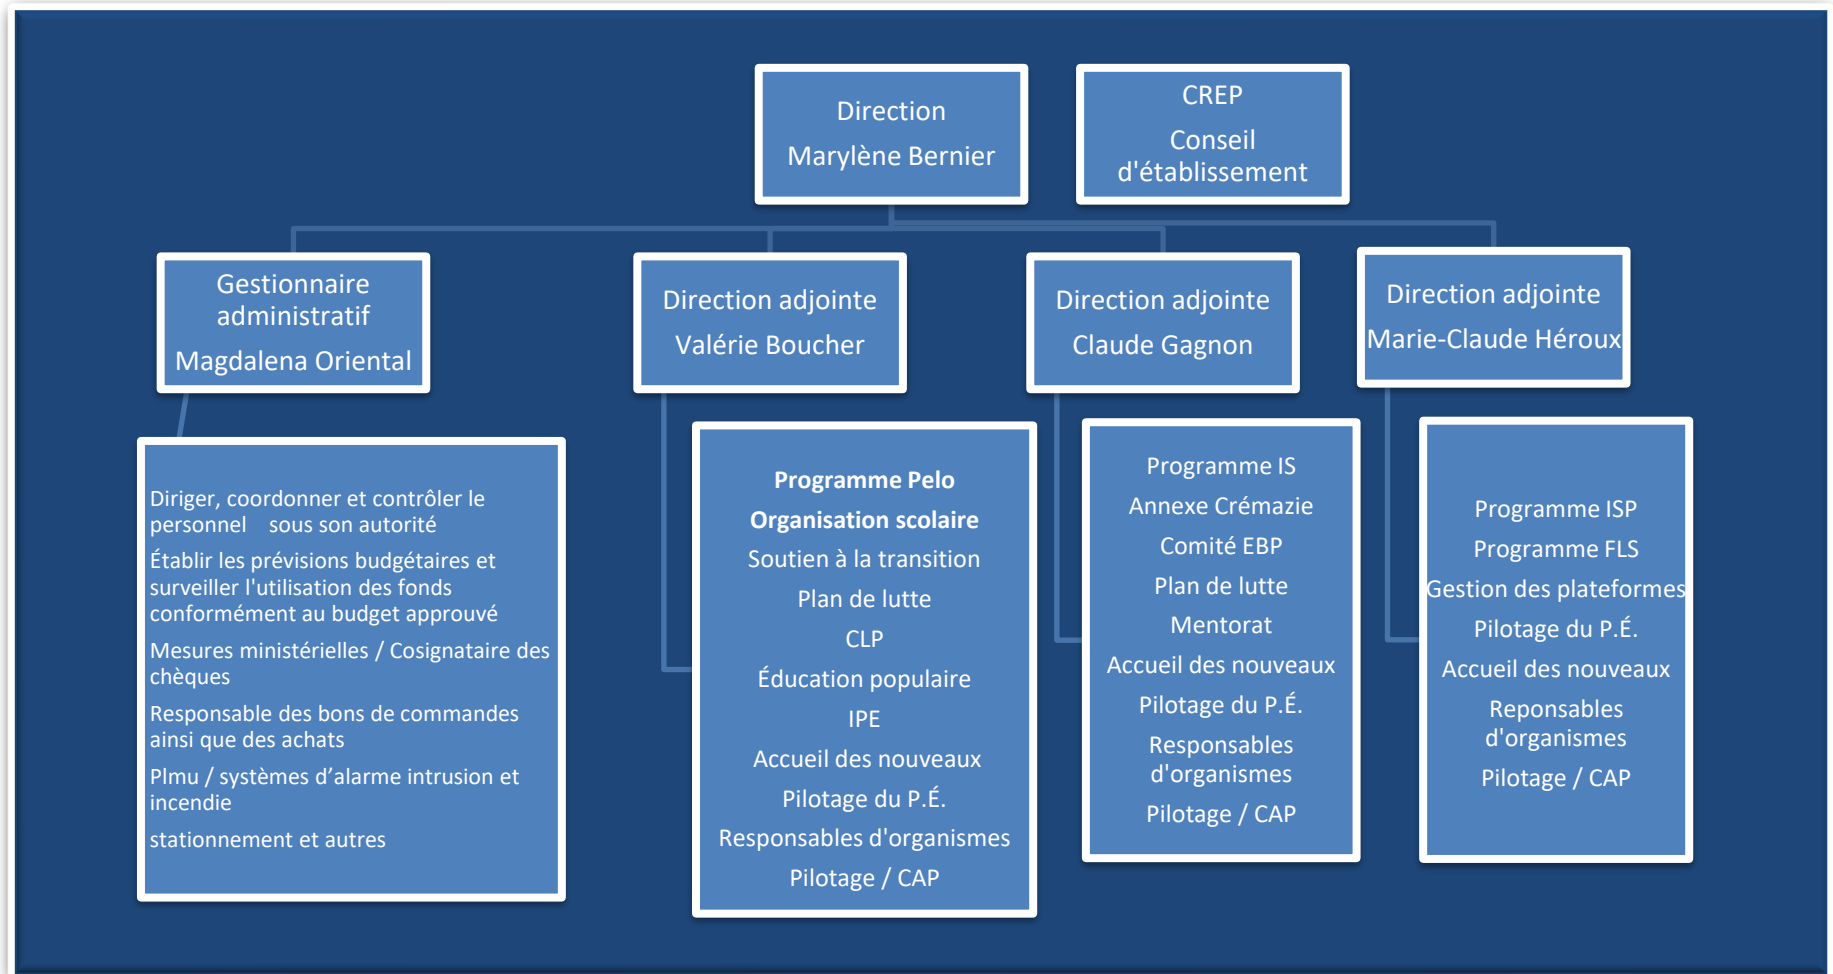 Direction
Marylène Bernier
CREP
Conseil
d'établissement
Gestionnaire
administratif
Magdalena Oriental
Direction adjointe
Valérie Boucher
Direction adjointe
Claude Gagnon
Direction adjointe
Marie-Claude Héroux
Diriger, coordonner et contrôler le
personnel sous son autorité
Établir les prévisions budgétaires et
surveiller l'utilisation des fonds
conformément au budget approuvé
Mesures ministérielles / Cosignataire des
chèques
Responsable des bons de commandes
ainsi que des achats
Plmu / systèmes d’alarme intrusion et
incendie
stationnement et autres
Programme Pelo
Organisation scolaire
Soutien à la transition
Plan de lutte
CLP
Éducation populaire
IPE
Accueil des nouveaux
Pilotage du P.É.
Responsables d'organismes
Pilotage / CAP
Programme IS
Annexe Crémazie
Comité EBP
Plan de lutte
Mentorat
Accueil des nouveaux
Pilotage du P.É.
Responsables
d'organismes
Pilotage / CAP
Programme ISP
Programme FLS
Gestion des plateformes
Pilotage du P.É.
Accueil des nouveaux
Reponsables
d'organismes
Pilotage / CAP